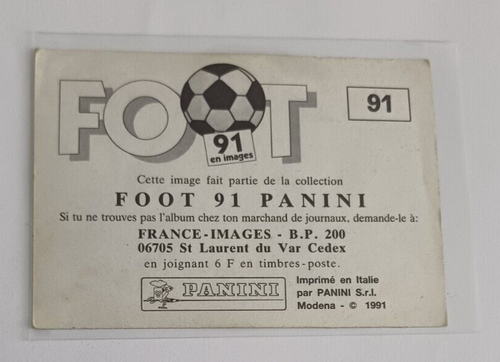 FOOT
91
en images
91
Cette image fait partie de la collection
FOOT 91 PANINI
Si tu ne trouves pas l'album chez ton marchand de journaux, demande-le à:
FRANCE-IMAGES - B.P. 200
06705 St Laurent du Var Cedex
en joignant 6 F en timbres-poste.
PANINI
Imprimé en Italie
par PANINI S.r.l.
Modena - © 1991